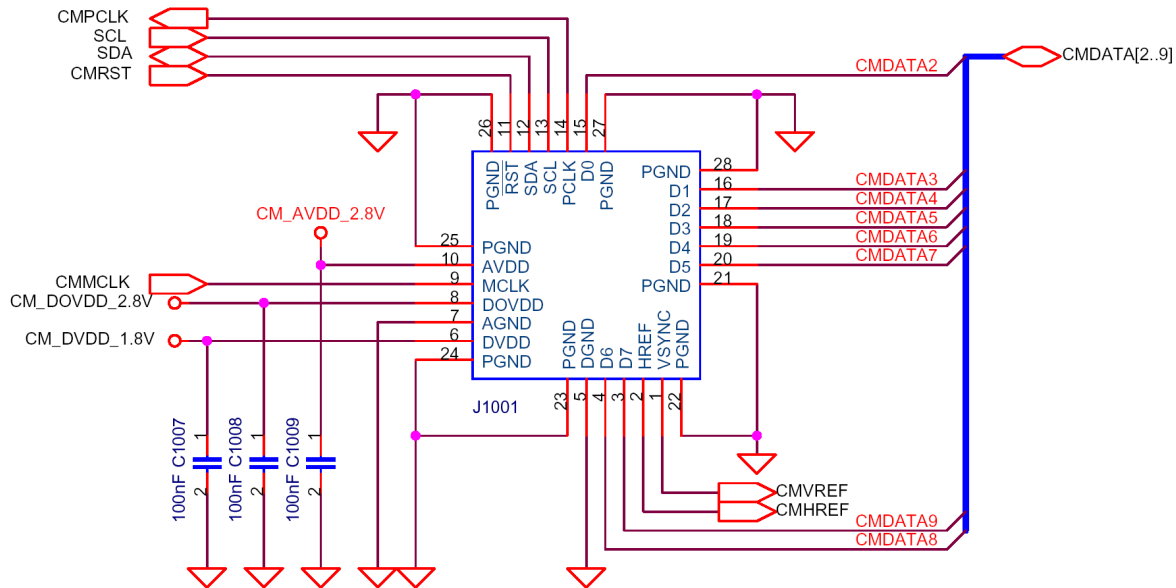 CMPCLK
SCL
SDA
CMRST
CMDATA2
CMDATA[2..9]
26
11
12
13
14
15
27
PGND
RST
SDA
SCL
PCLK
D0
PGND
PGND 28
D1 16 CMDATA3
D2 17 CMDATA4
D3 18 CMDATA5
D4 19 CMDATA6
D5 20 CMDATA7
PGND 21
CM_AVDD_2.8V
25 PGND
10 AVDD
CMMCLK 9 MCLK
CM_DOVDD_2.8V 8 DOVDD
7 AGND
CM_DVDD_1.8V 6 DVDD
24 PGND
PGND
DGND
D6
D7
HREF
VSYNC
PGND
23
5
4
3
2
1
22
J1001
1
2
100nF C1007
1
2
100nF C1008
1
2
100nF C1009
CMVREF
CMHREF
CMDATA9
CMDATA8